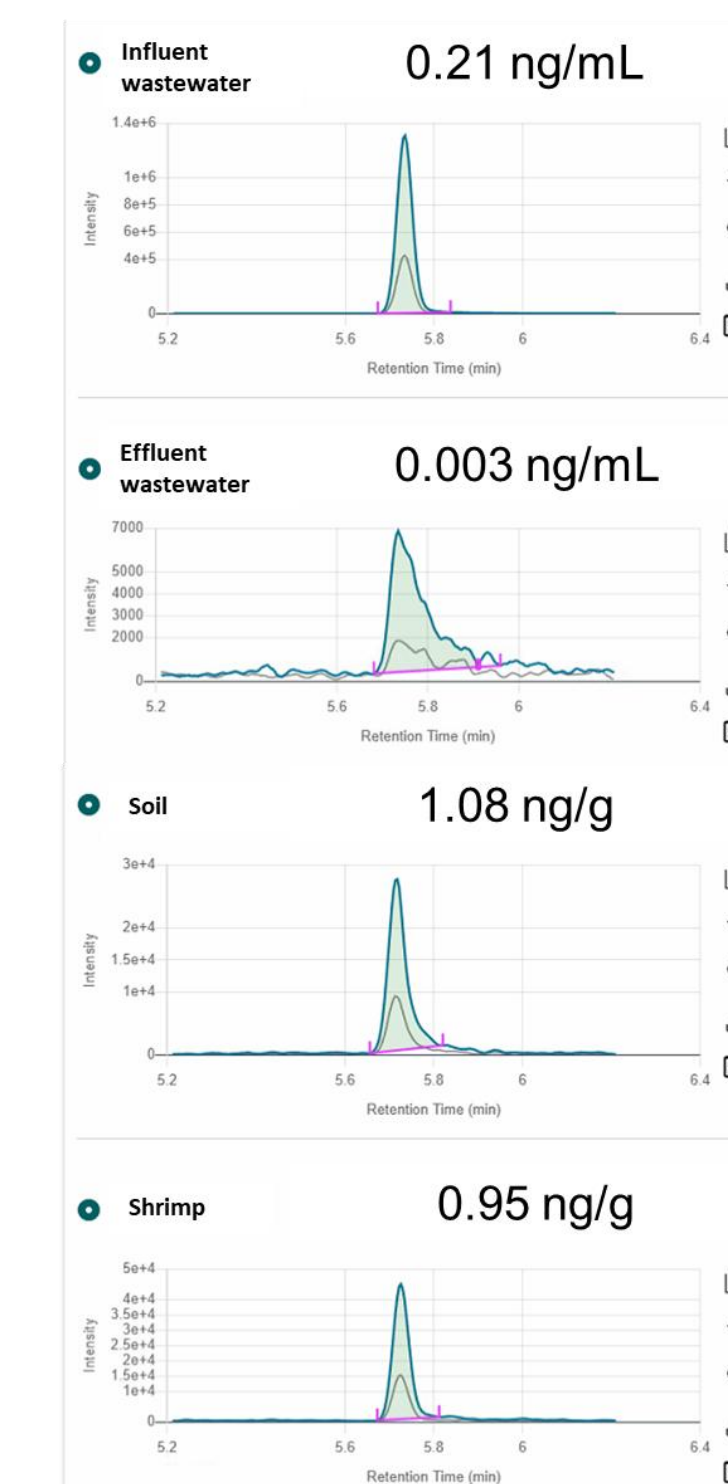 Influent
wastewater
0.21 ng/mL
1.4e+6
1e+6
8e+5
6e+5
4e+5
0
Intensity
5.2
5.6
5.8
6
6.4
Retention Time (min)
Effluent
wastewater
0.003 ng/mL
7000
5000
4000
3000
2000
0
Intensity
5.2
5.6
5.8
6
6.4
Retention Time (min)
Soil
1.08 ng/g
3e+4
2e+4
1.5e+4
1e+4
0
Intensity
5.2
5.6
5.8
6
6.4
Retention Time (min)
Shrimp
0.95 ng/g
5e+4
4e+4
3.5e+4
3e+4
2.5e+4
2e+4
1.5e+4
1e+4
0
Intensity
5.2
5.6
5.8
6
6.4
Retention Time (min)